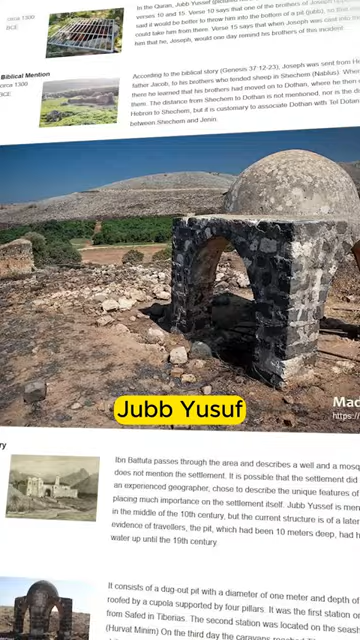 In the Quran, Jubb Yusuf
verses 10 and 15. Verse 10 says that one of the brothers of Joseph
said it would be better to throw him into the bottom of a pit (jubb), so that
could take him from there. Verse 15 says that when Joseph was cast into
him that he, Joseph, would one day remind his brothers of this incident.
circa 1300
BCE
Biblical Mention
circa 1300
BCE
According to the biblical story (Genesis 37:12-23), Joseph was sent from
father Jacob, to his brothers who tended sheep in Shechem (Nablus). When
there he learned that his brothers had moved on to Dothan, where he then
them. The distance from Shechem to Dothan is not mentioned, nor is the
Hebron to Shechem, but it is customary to associate Dothan with Tel Dotan
between Shechem and Jenin.
Jubb Yusuf
Mad
https://
ry
Ibn Battuta passes through the area and describes a well and a
does not mention the settlement. It is possible that the settlement did
an experienced geographer, chose to describe the unique features of
placing much importance on the settlement itself. Jubb Yusuf is
in the middle of the 10th century, but the current structure is of a later
evidence of travellers, the pit, which had been 10 meters deep, had
water up until the 19th century.
It consists of a dug-out pit with a diameter of one meter and depth of
roofed by a cupola supported by four pillars. It was the first station
from Safed in Tiberias. The second station was located on the
(Hurvat Minim) On the third day the caravans